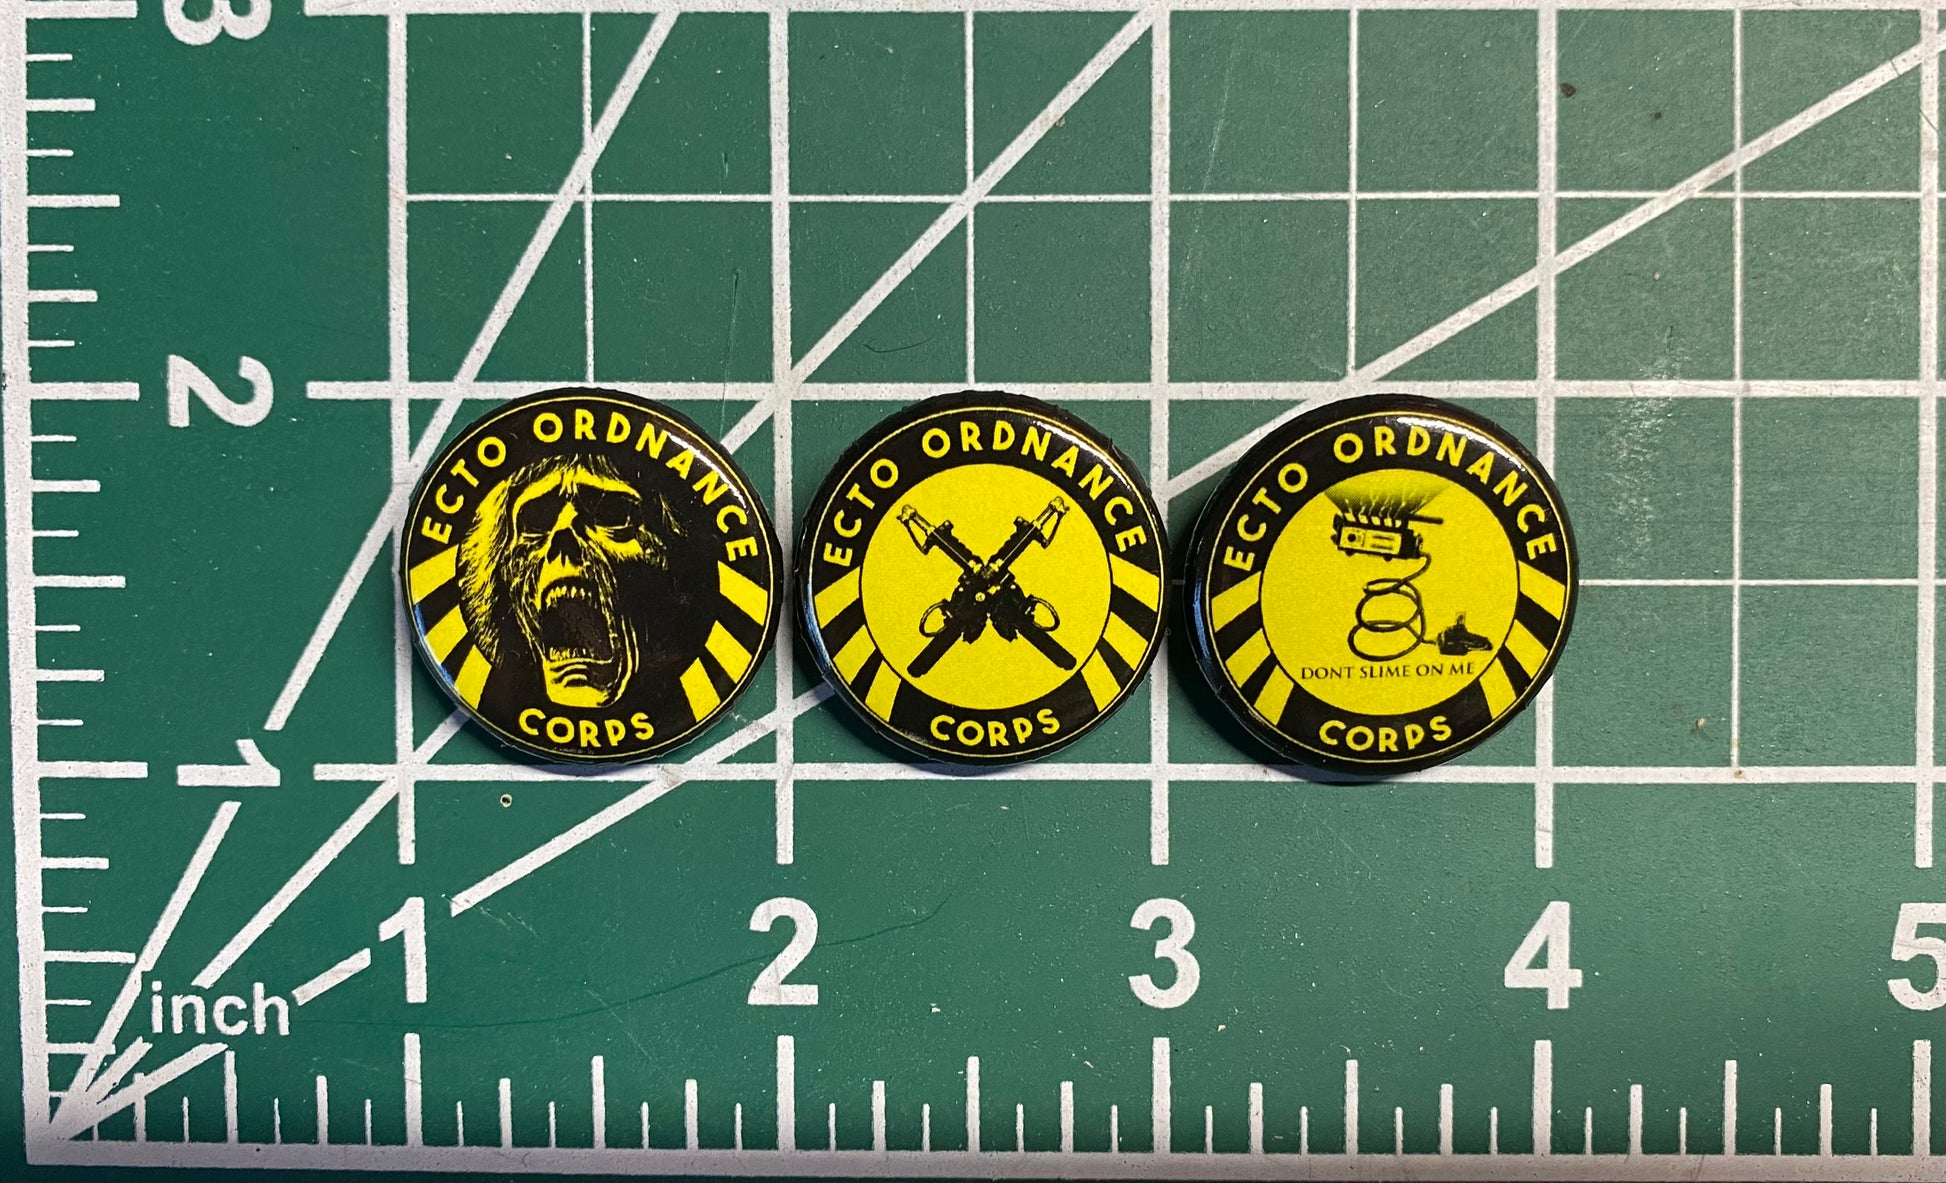 3
2
1
ECTO ORDNANCE
CORPS
ECTO ORDNANCE
CORPS
ECTO ORDNANCE
DONT SLIME ON ME
CORPS
1 2 3 4 5
inch